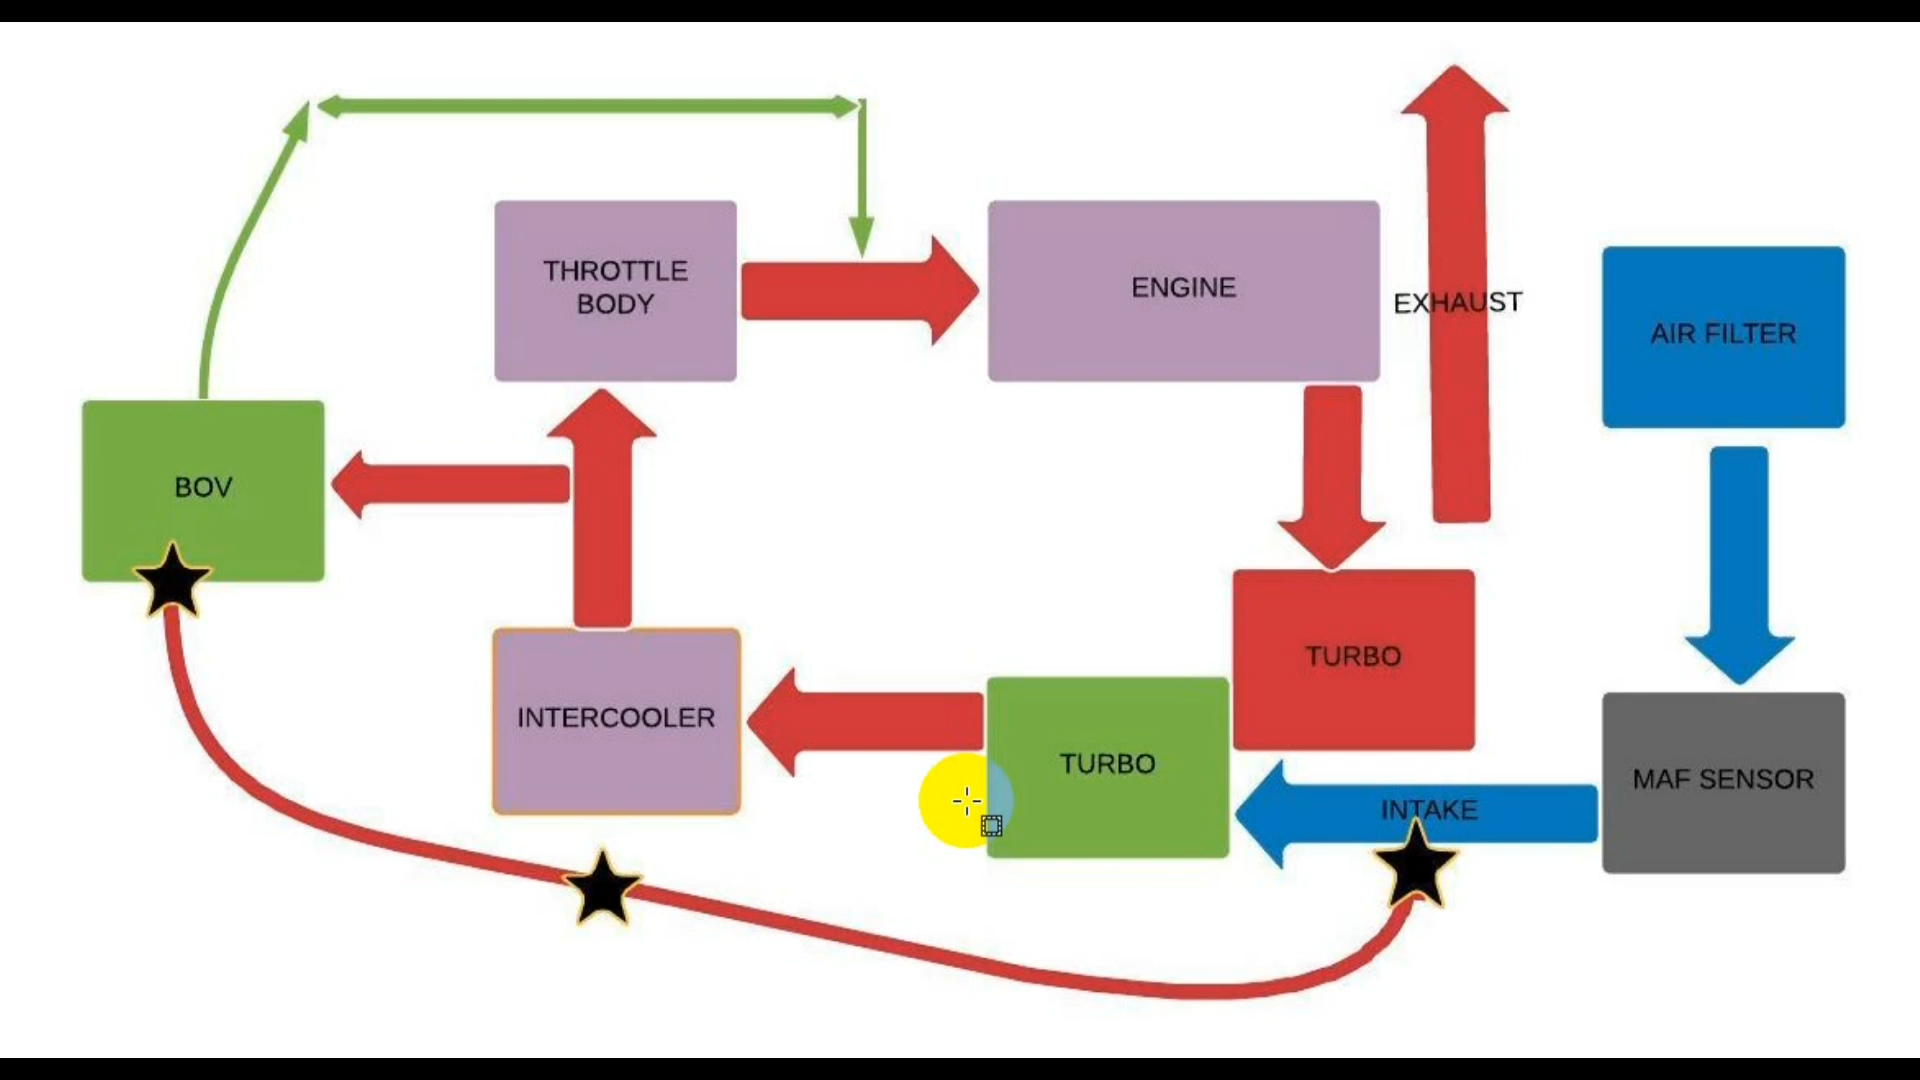 THROTTLE
BODY
ENGINE
EXHAUST
AIR FILTER
BOV
TURBO
INTERCOOLER
TURBO
MAF SENSOR
INTAKE